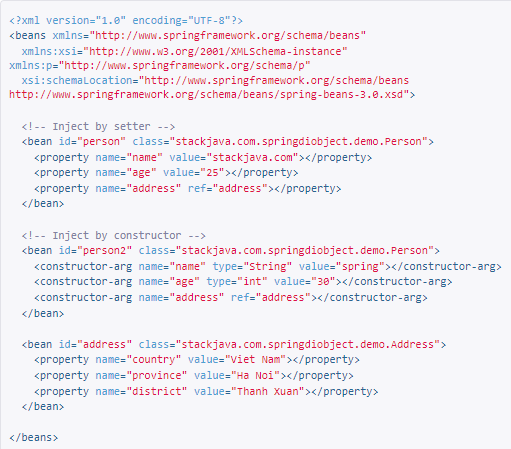 <?xml version="1.0" encoding="UTF-8"?>
<beans xmlns="http://www.springframework.org/schema/beans"
  xmlns:xsi="http://www.w3.org/2001/XMLSchema-instance"
xmlns:p="http://www.springframework.org/schema/p"
  xsi:schemaLocation="http://www.springframework.org/schema/beans
http://www.springframework.org/schema/beans/spring-beans-3.0.xsd">

  <!-- Inject by setter -->
  <bean id="person" class="stackjava.com.springdiobject.demo.Person">
    <property name="name" value="stackjava.com"></property>
    <property name="age" value="25"></property>
    <property name="address" ref="address"></property>
  </bean>

  <!-- Inject by constructor -->
  <bean id="person2" class="stackjava.com.springdiobject.demo.Person">
    <constructor-arg name="name" type="String" value="spring"></constructor-arg>
    <constructor-arg name="age" type="int" value="30"></constructor-arg>
    <constructor-arg name="address" ref="address"></constructor-arg>
  </bean>

  <bean id="address" class="stackjava.com.springdiobject.demo.Address">
    <property name="country" value="Viet Nam"></property>
    <property name="province" value="Ha Noi"></property>
    <property name="district" value="Thanh Xuan"></property>
  </bean>

</beans>